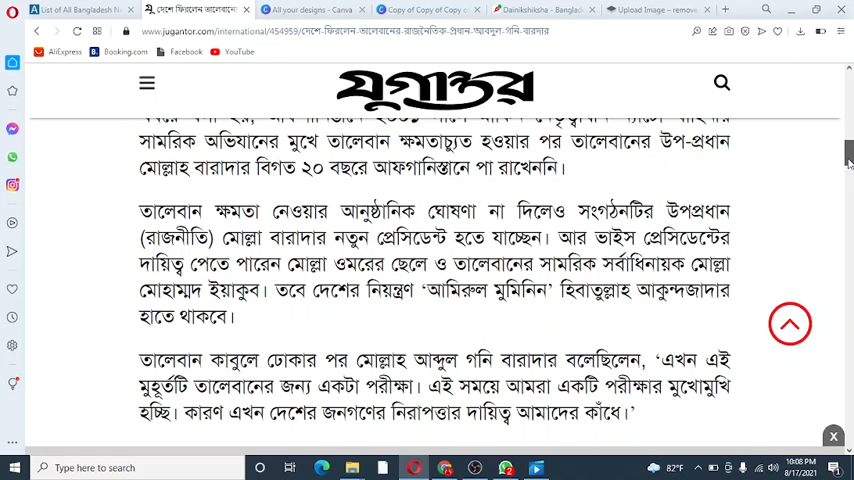 List of All Bangladesh Ne
দেশে ফিরলেন তালেবানে
All your designs - Canva
Copy of Copy of Copy o
Dainikshiksha - Banglad
Upload Image – remove
www.jugantor.com/international/454959/দেশে-ফিরলেন-তালেবানের-রাজনৈতিক-প্রধান-আবদুল-গনি-বারদার
AliExpress
Booking.com
Facebook
YouTube
যুগান্তর
সামরিক অভিযানের মুখে তালেবান ক্ষমতাচ্যুত হওয়ার পর তালেবানের উপ-প্রধান
মোল্লাহ বারাদার বিগত ২০ বছরে আফগানিস্তানে পা রাখেননি।
তালেবান ক্ষমতা নেওয়ার আনুষ্ঠানিক ঘোষণা না দিলেও সংগঠনটির উপপ্রধান
(রাজনীতি) মোল্লা বারাদার নতুন প্রেসিডেন্ট হতে যাচ্ছেন। আর ভাইস প্রেসিডেন্টের
দায়িত্ব পেতে পারেন মোল্লা ওমরের ছেলে ও তালেবানের সামরিক সর্বাধিনায়ক মোল্লা
মোহাম্মদ ইয়াকুব। তবে দেশের নিয়ন্ত্রণ ‘আমিরুল মুমিনিন’ হিবাতুল্লাহ আকুন্দজাদার
হাতে থাকবে।
তালেবান কাবুলে ঢোকার পর মোল্লাহ আব্দুল গনি বারাদার বলেছিলেন, ‘এখন এই
মুহূর্তটি তালেবানের জন্য একটা পরীক্ষা। এই সময়ে আমরা একটি পরীক্ষার মুখোমুখি
হচ্ছি। কারণ এখন দেশের জনগণের নিরাপত্তার দায়িত্ব আমাদের কাঁধে।’
X
Type here to search
82°F
10:08 PM
8/17/2021